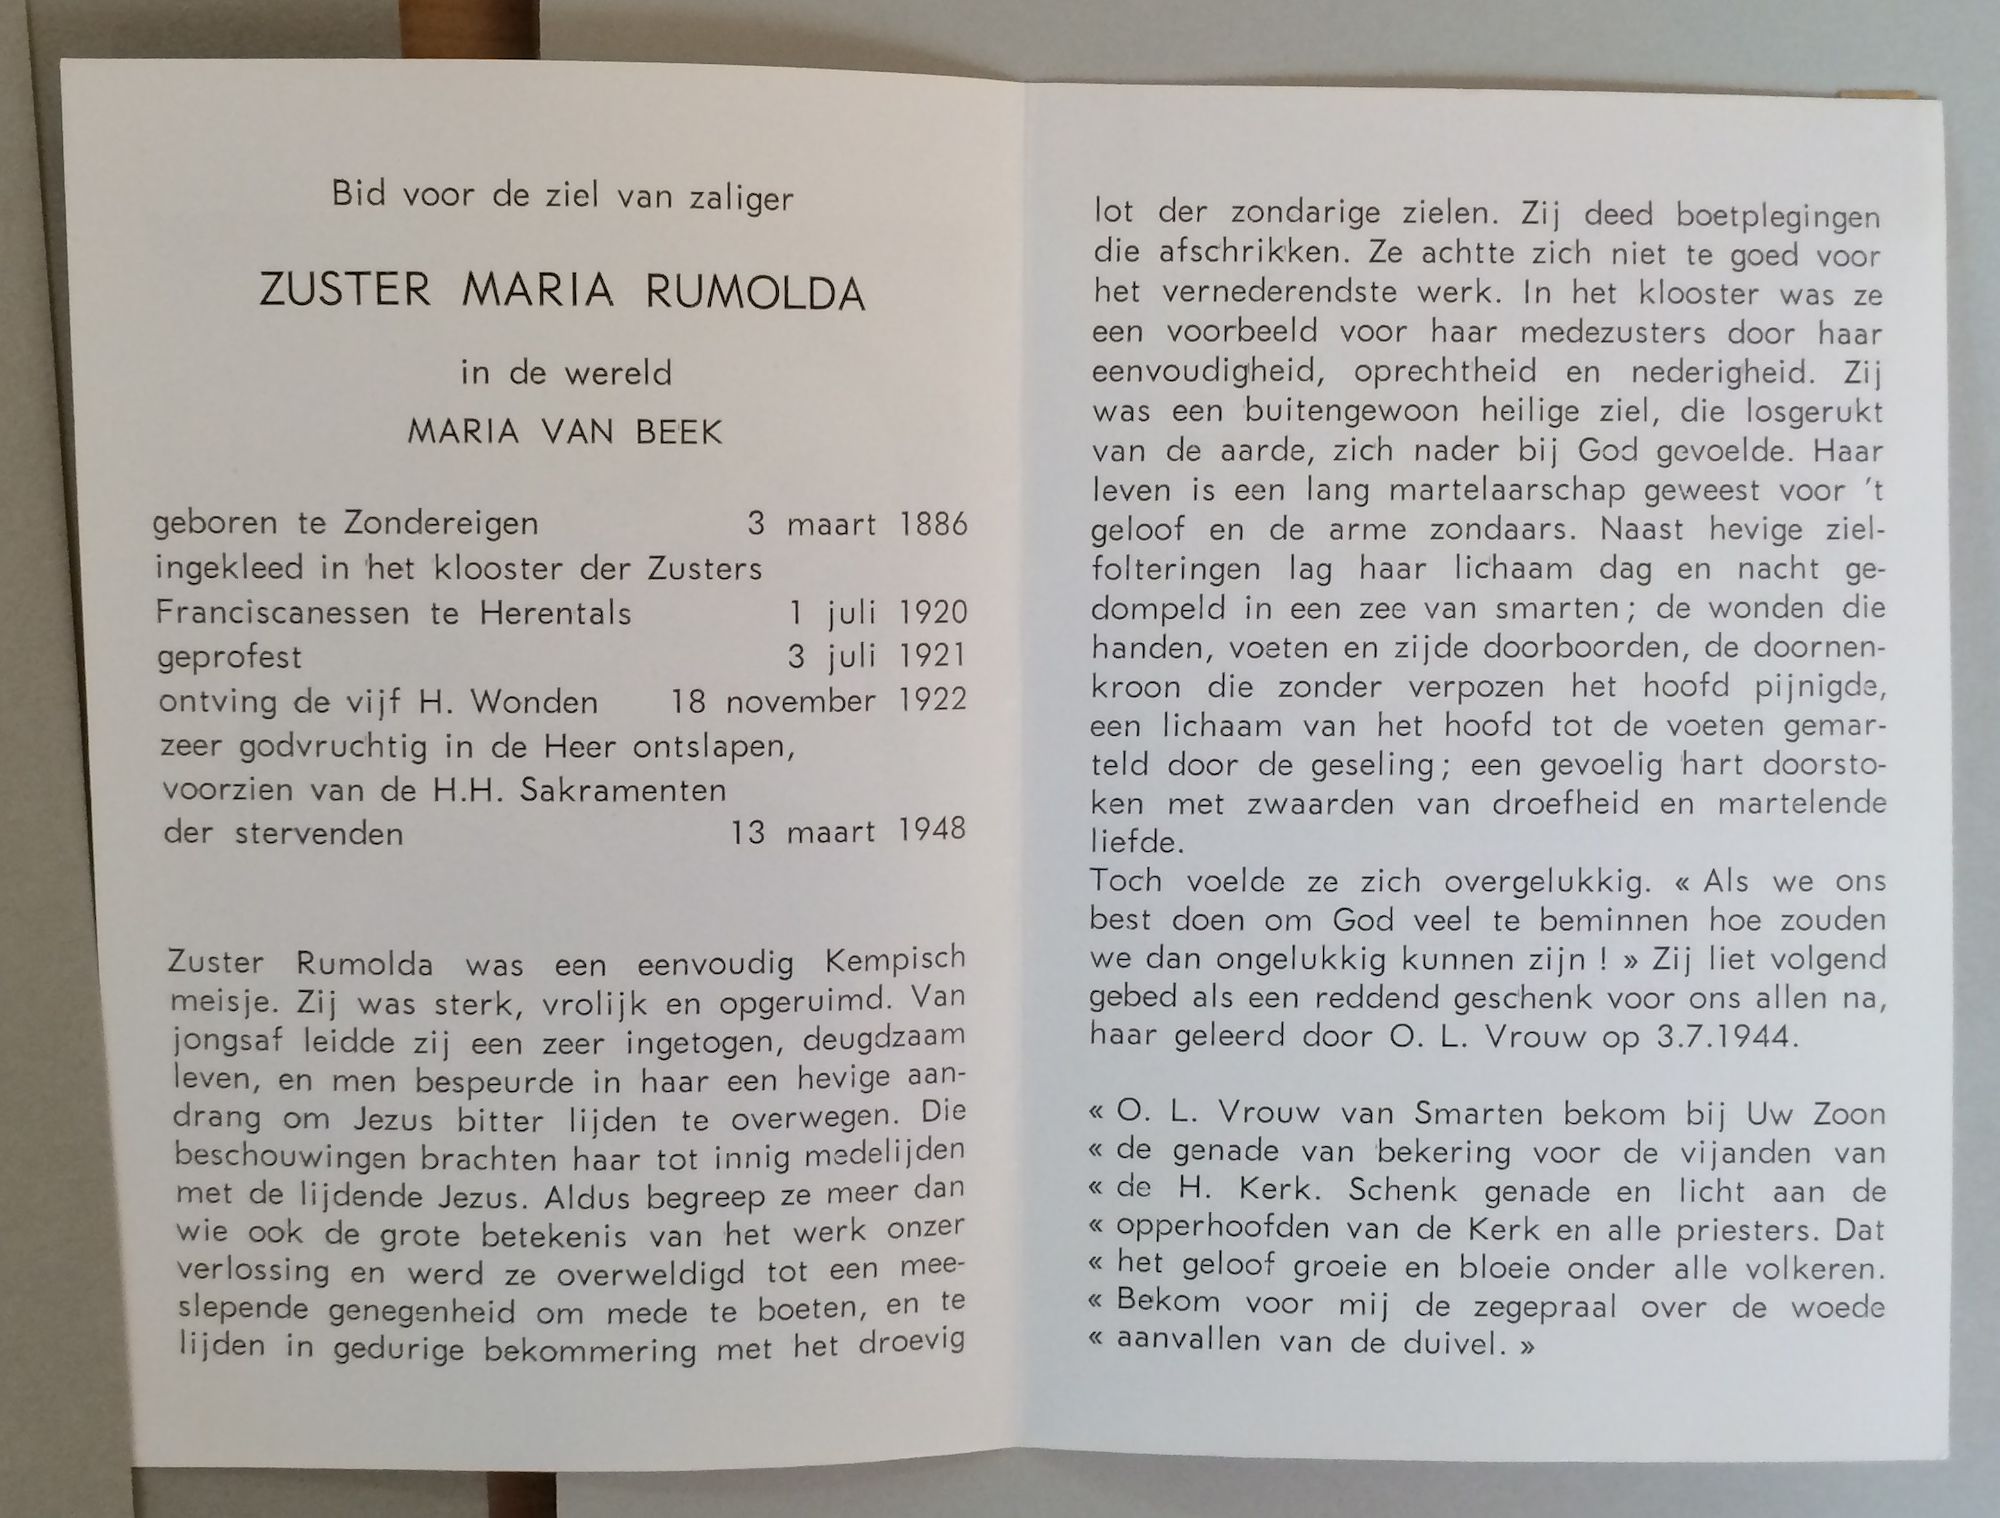 Bid voor de ziel van zaliger
ZUSTER MARIA RUMOLDA
in de wereld
MARIA VAN BEEK
geboren te Zondereigen 3 maart 1886
ingekleed in het klooster der Zusters
Franciscanessen te Herentals 1 juli 1920
geprofest 3 juli 1921
ontving de vijf H. Wonden 18 november 1922
zeer godvruchtig in de Heer ontslapen,
voorzien van de H.H. Sakramenten
der stervenden 13 maart 1948
Zuster Rumolda was een eenvoudig Kempisch
meisje. Zij was sterk, vrolijk en opgeruimd. Van
jongsaf leidde zij een zeer ingetogen, deugdzaam
leven, en men bespeurde in haar een hevige aan-
drang om Jezus bitter lijden te overwegen. Die
beschouwingen brachten haar tot innig medelijden
met de lijdende Jezus. Aldus begreep ze meer dan
wie ook de grote betekenis van het werk onzer
verlossing en werd ze overweldigd tot een mee-
slepende genegenheid om mede te boeten, en te
lijden in gedurige bekommering met het droevig
lot der zondarige zielen. Zij deed boetplegingen
die afschrikken. Ze achtte zich niet te goed voor
het vernederendste werk. In het klooster was ze
een voorbeeld voor haar medezusters door haar
eenvoudigheid, oprechtheid en nederigheid. Zij
was een buitengewoon heilige ziel, die losgerukt
van de aarde, zich nader bij God gevoelde. Haar
leven is een lang martelaarschap geweest voor 't
geloof en de arme zondaars. Naast hevige ziel-
folteringen lag haar lichaam dag en nacht ge-
dompeld in een zee van smarten; de wonden die
handen, voeten en zijde doorboorden, de doornen-
kroon die zonder verpozen het hoofd pijnigde,
een lichaam van het hoofd tot de voeten gemar-
teld door de geseling; een gevoelig hart doorsto-
ken met zwaarden van droefheid en martelende
liefde.
Toch voelde ze zich overgelukkig. « Als we ons
best doen om God veel te beminnen hoe zouden
we dan ongelukkig kunnen zijn ! » Zij liet volgend
gebed als een reddend geschenk voor ons allen na,
haar geleerd door O. L. Vrouw op 3.7.1944.
« O. L. Vrouw van Smarten bekom bij Uw Zoon
« de genade van bekering voor de vijanden van
« de H. Kerk. Schenk genade en licht aan de
« opperhoofden van de Kerk en alle priesters. Dat
« het geloof groeie en bloeie onder alle volkeren.
« Bekom voor mij de zegepraal over de woede
« aanvallen van de duivel. »